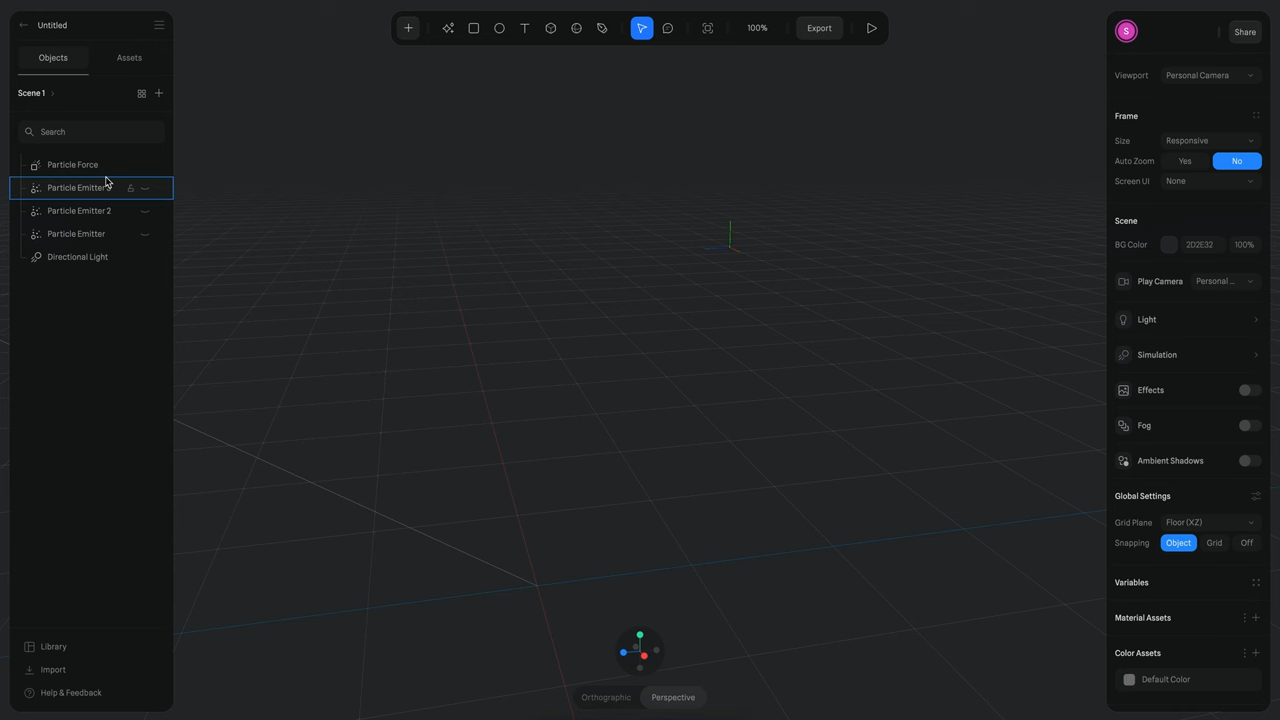 Untitled
Objects Assets
Scene 1
Search
Particle Force
Particle Emitter 3
Particle Emitter 2
Particle Emitter
Directional Light
Library
Import
Help & Feedback
100%
Export
Orthographic Perspective
S
Share
Viewport Personal Camera
Frame
Size Responsive
Auto Zoom Yes No
Screen UI None
Scene
BG Color 2D2E32 100%
Play Camera Personal ...
Light
Simulation
Effects
Fog
Ambient Shadows
Global Settings
Grid Plane Floor (XZ)
Snapping Object Grid Off
Variables
Material Assets
Color Assets
Default Color